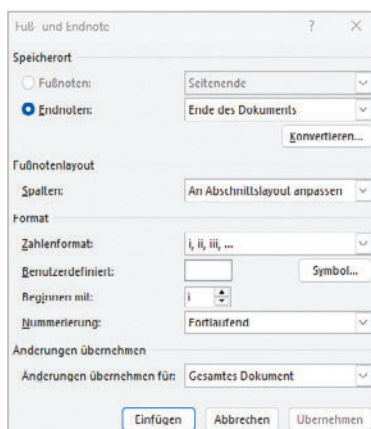 Fuß- und Endnote ?
Speicherort
Fußnoten: Seitenende
Endnoten: Ende des Dokuments
Konvertieren...
Fußnotenlayout
Spalten: An Abschnittslayout anpassen
Format
Zahlenformat: i, ii, iii, ...
Benutzerdefiniert: Symbol...
Beginnen mit: i
Nummerierung: Fortlaufend
Änderungen übernehmen
Änderungen übernehmen für: Gesamtes Dokument
Einfügen Abbrechen Übernehmen